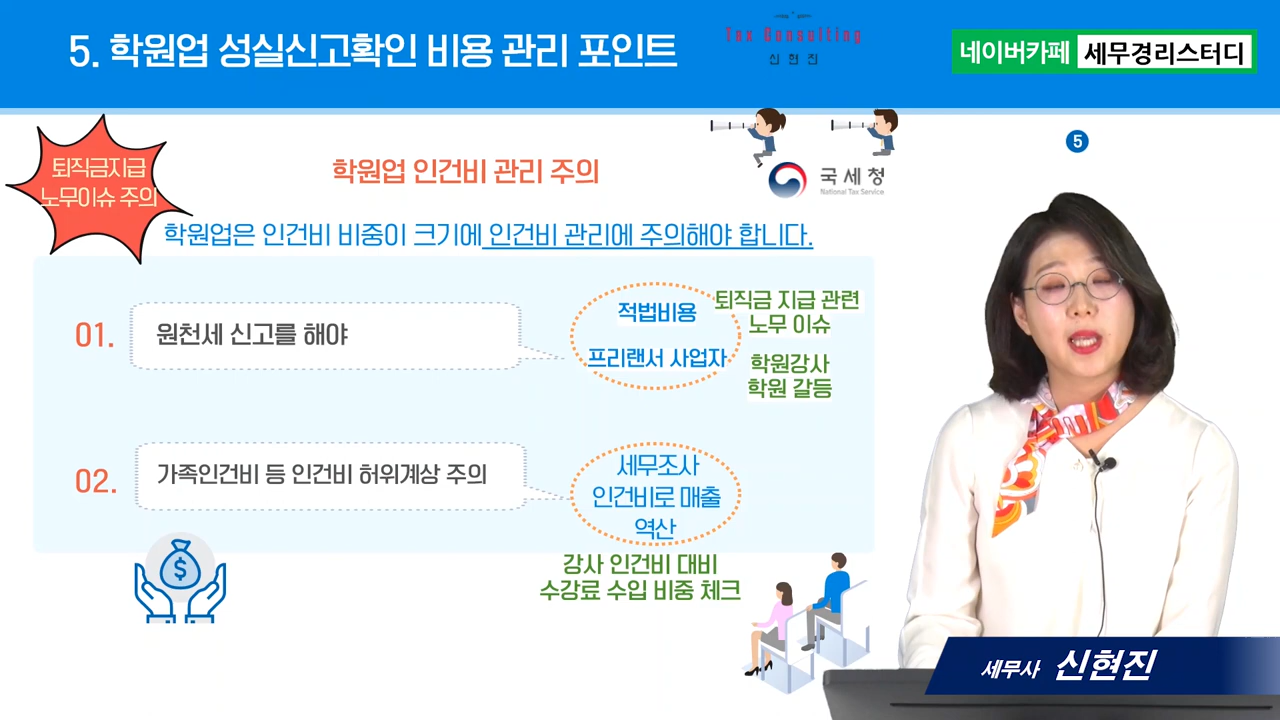 5. 학원업 성실신고확인 비용 관리 포인트
Tax Consulting
신현진
네이버카페 세무경리스터디
퇴직금지급
노무이슈 주의
학원업 인건비 관리 주의
국세청
National Tax Service
5
학원업은 인건비 비중이 크기에 인건비 관리에 주의해야 합니다.
01.
원천세 신고를 해야
적법비용
프리랜서 사업자
퇴직금 지급 관련
노무 이슈
학원강사
학원 갈등
02.
가족인건비 등 인건비 허위계상 주의
세무조사
인건비로 매출
역산
강사 인건비 대비
수강료 수입 비중 체크
$
세무사 신현진